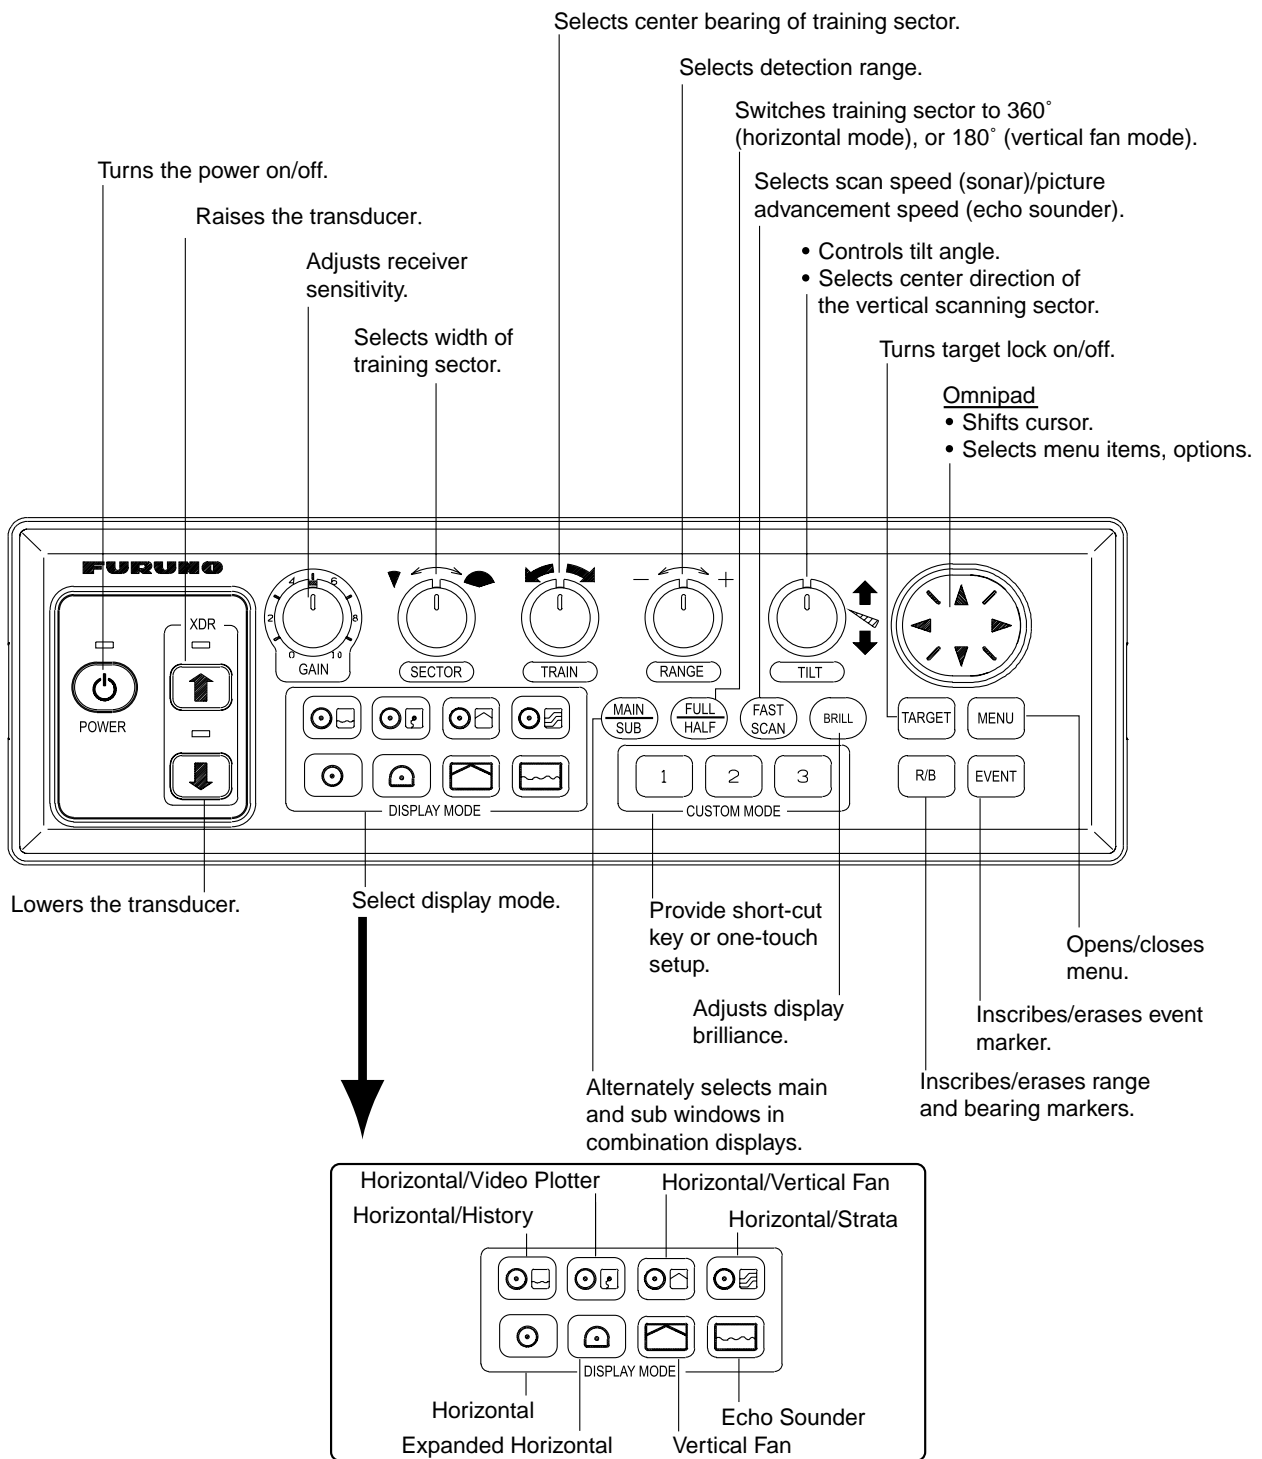 Selects center bearing of training sector.
Selects detection range.
Switches training sector to 360˚
(horizontal mode), or 180˚ (vertical fan mode).
Turns the power on/off.
Selects scan speed (sonar)/picture
advancement speed (echo sounder).
Raises the transducer.
• Controls tilt angle.
• Selects center direction of
the vertical scanning sector.
Adjusts receiver
sensitivity.
Selects width of
training sector.
Turns target lock on/off.
Omnipad
• Shifts cursor.
• Selects menu items, options.
FURUNO
XDR
POWER
4 6
2 8
0 10
GAIN
SECTOR
TRAIN
− +
RANGE
TILT
MAIN
SUB
FULL
HALF
FAST
SCAN
BRILL
TARGET
MENU
R/B
EVENT
1 2 3
DISPLAY MODE
CUSTOM MODE
Lowers the transducer.
Select display mode.
Provide short-cut
key or one-touch
setup.
Opens/closes
menu.
Adjusts display
brilliance.
Inscribes/erases event
marker.
Inscribes/erases range
and bearing markers.
Alternately selects main
and sub windows in
combination displays.
Horizontal/Video Plotter
Horizontal/Vertical Fan
Horizontal/History
Horizontal/Strata
DISPLAY MODE
Horizontal
Echo Sounder
Expanded Horizontal
Vertical Fan